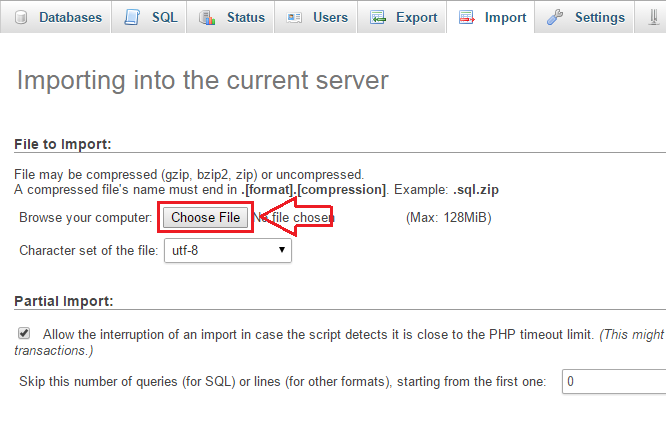 Databases SQL Status Users Export Import Settings
Importing into the current server
File to Import:
File may be compressed (gzip, bzip2, zip) or uncompressed.
A compressed file's name must end in .[format].[compression]. Example: .sql.zip
Browse your computer: Choose File No file chosen (Max: 128MiB)
Character set of the file: utf-8
Partial Import:
Allow the interruption of an import in case the script detects it is close to the PHP timeout limit. (This might
transactions.)
Skip this number of queries (for SQL) or lines (for other formats), starting from the first one: 0